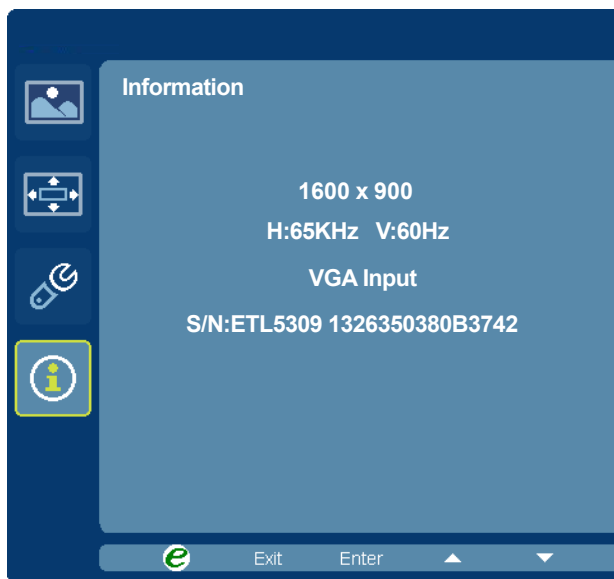 Information
1600 x 900
H:65KHz V:60Hz
VGA Input
S/N:ETL5309 1326350380B3742
e Exit Enter